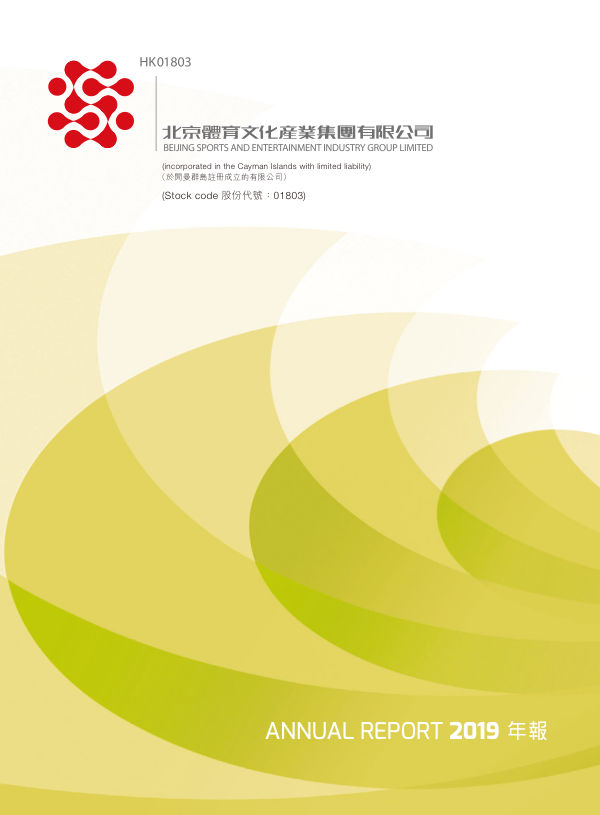 HK01803
北京體育文化產業集團有限公司
BEIJING SPORTS AND ENTERTAINMENT INDUSTRY GROUP LIMITED
(incorporated in the Cayman Islands with limited liability)
(於開曼群島註冊成立的有限公司)
(Stock code 股份代號：01803)
ANNUAL REPORT 2019 年報